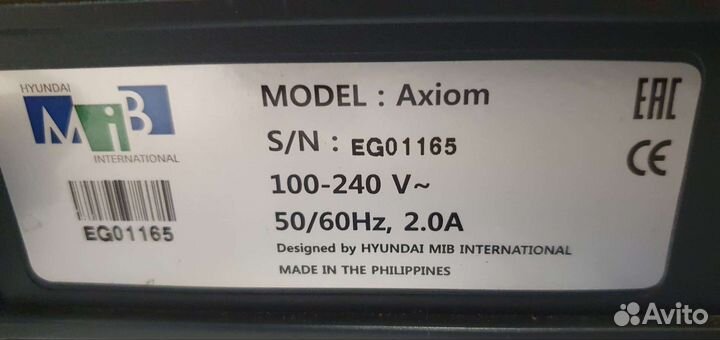 HYUNDAI
MiB
INTERNATIONAL
EG01165
MODEL : Axiom
S/N : EG01165
100-240 V~
50/60Hz, 2.0A
Designed by HYUNDAI MIB INTERNATIONAL
MADE IN THE PHILIPPINES
EAC
CE
Avito